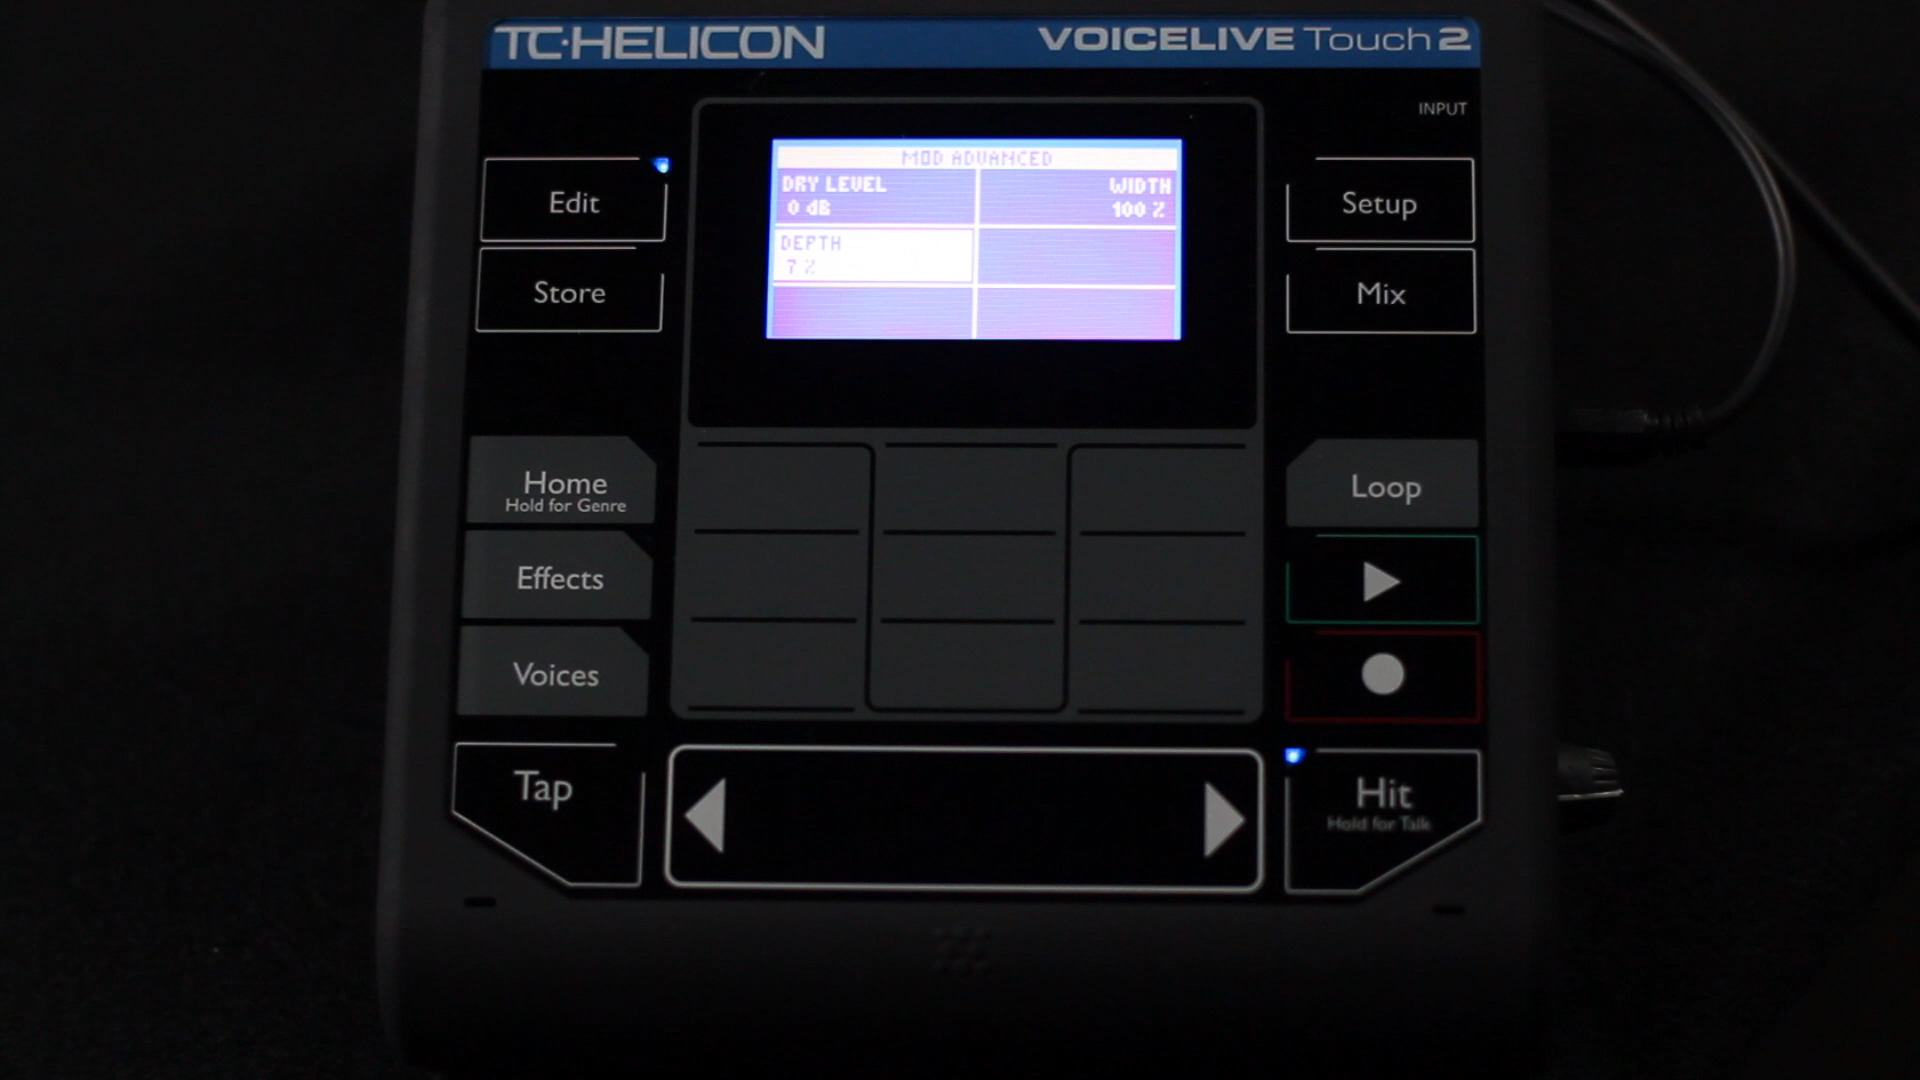 TC·HELICON
VOICELIVE Touch 2
INPUT
MOD ADVANCED
DRY LEVEL
0 dB
WIDTH
100 %
DEPTH
7 %
Edit
Store
Setup
Mix
Home
Hold for Genre
Effects
Voices
Loop
Tap
Hit
Hold for Talk